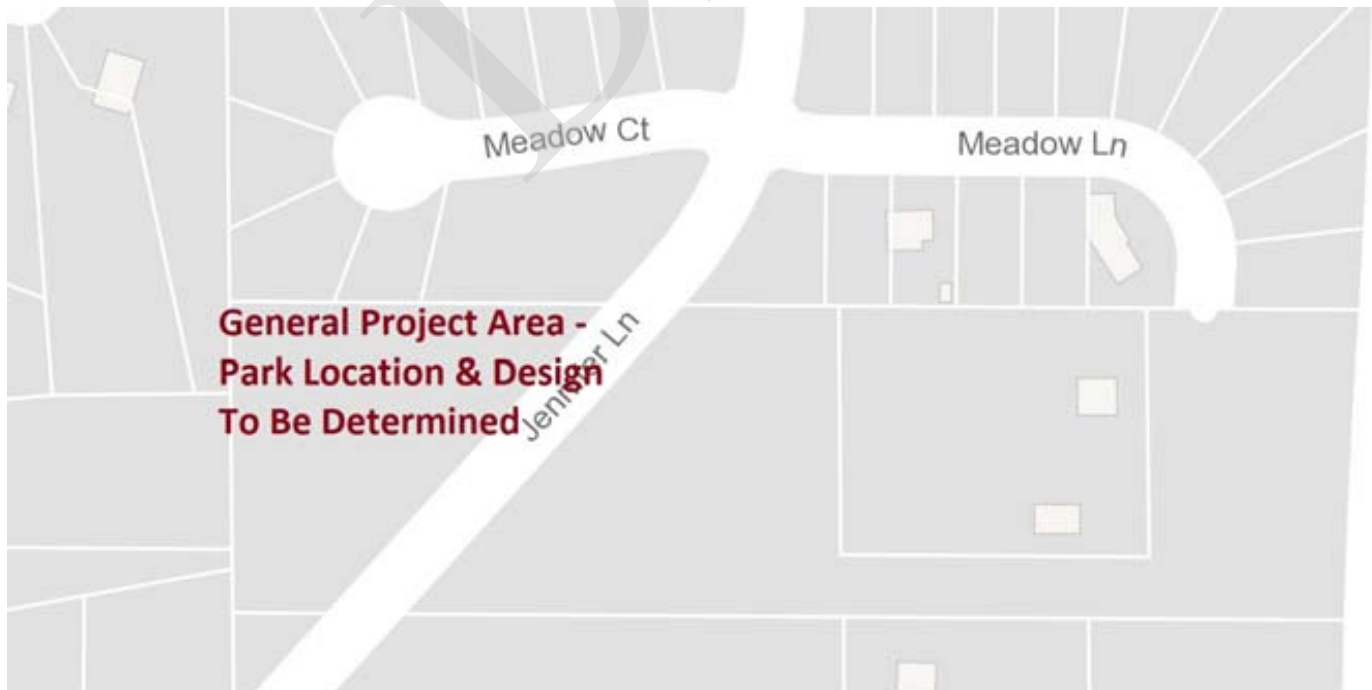 Meadow Ct
Meadow Ln
General Project Area -
Park Location & Design
To Be Determined
Jennifer Ln